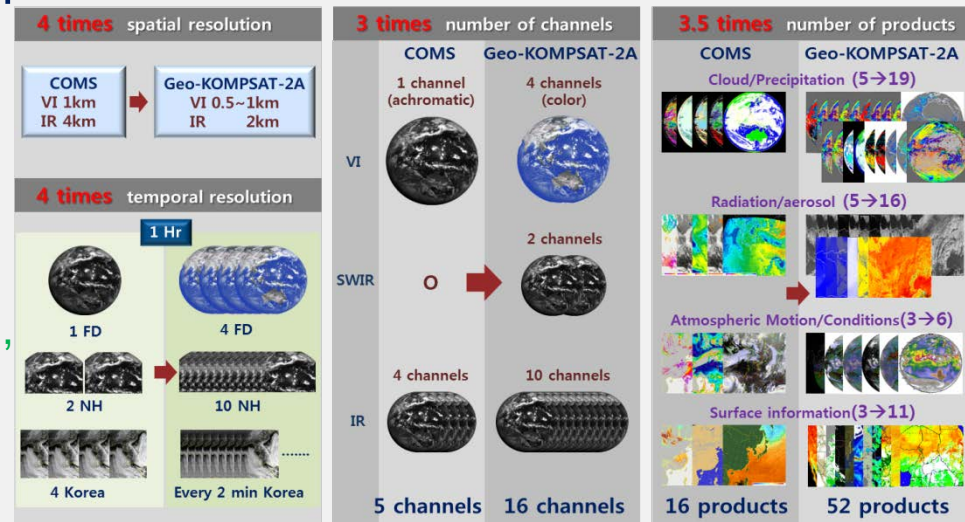 4 times spatial resolution
COMS
VI 1km
IR 4km
Geo-KOMPSAT-2A
VI 0.5~1km
IR 2km
4 times temporal resolution
1 Hr
1 FD
4 FD
2 NH
10 NH
4 Korea
Every 2 min Korea
.......
3 times number of channels
COMS Geo-KOMPSAT-2A
1 channel
(achromatic)
4 channels
(color)
VI
2 channels
SWIR
O
4 channels
10 channels
IR
5 channels 16 channels
3.5 times number of products
COMS Geo-KOMPSAT-2A
Cloud/Precipitation (5→19)
Radiation/aerosol (5→16)
Atmospheric Motion/Conditions(3→6)
Surface information(3→11)
16 products 52 products
,